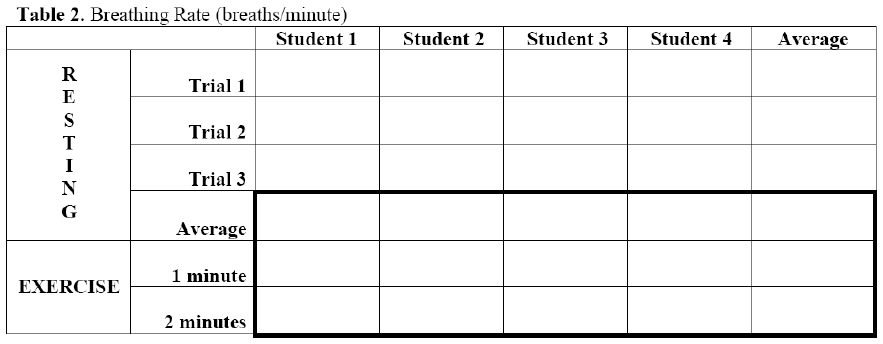 Table 2. Breathing Rate (breaths/minute)
Student 1 Student 2 Student 3 Student 4 Average
RESTING
Trial 1
Trial 2
Trial 3
Average
EXERCISE
1 minute
2 minutes